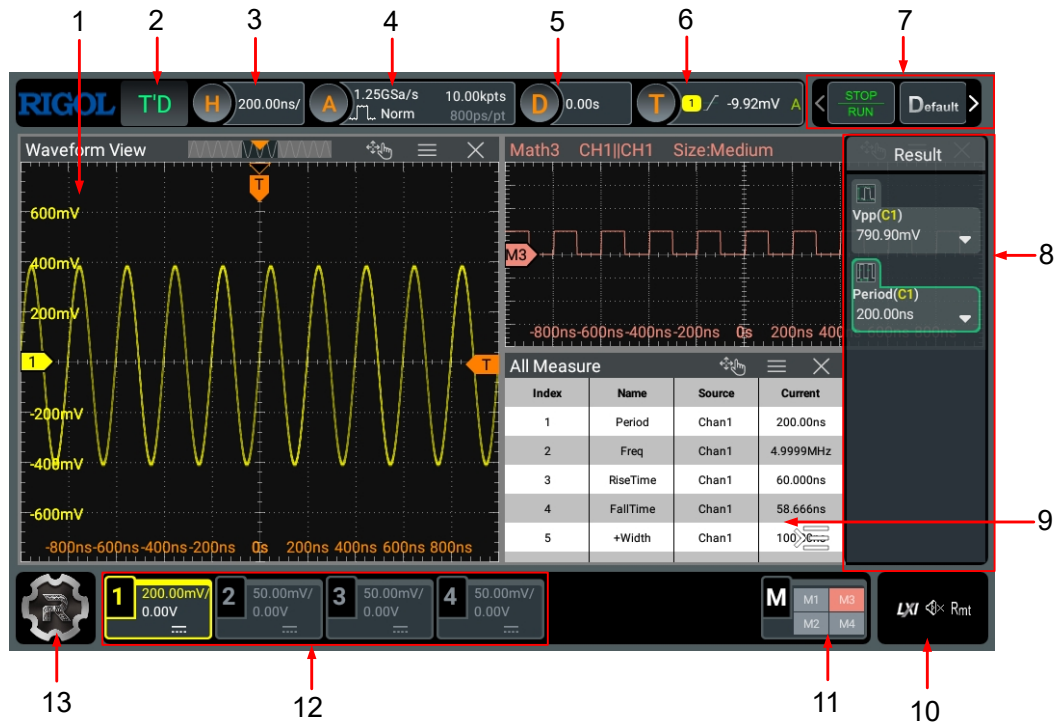 1 2 3 4 5 6 7
RIGOL T'D H 200.00ns/ A 1.25GSa/s 10.00kpts D 0.00s T 1 -9.92mV A STOP Default
Norm 800ps/pt RUN
Waveform View
T
600mV
400mV
200mV
1 T
-200mV
-400mV
-600mV
-800ns-600ns-400ns-200ns 0s 200ns 400ns 600ns 800ns
Math3 CH1||CH1 Size:Medium
M3
-800ns-600ns-400ns-200ns 0s 200ns 400 600ns 800ns
All Measure
Index Name Source Current
1 Period Chan1 200.00ns
2 Freq Chan1 4.9999MHz
3 RiseTime Chan1 60.000ns
4 FallTime Chan1 58.666ns
5 +Width Chan1
Result
Vpp(C1)
790.90mV
Period(C1)
200.00ns
8
9
1 200.00mV/
0.00V
2 50.00mV/
0.00V
3 50.00mV/
0.00V
4 50.00mV/
0.00V
M M1 M3
M2 M4
LXI Rmt
R
13 12 11 10